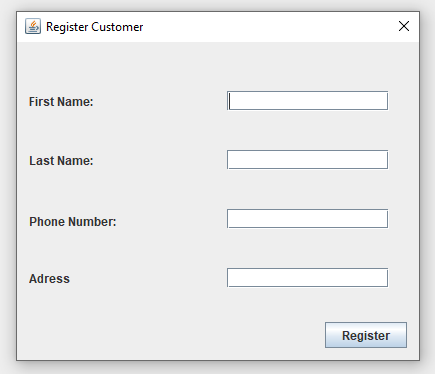 Register Customer
First Name:
Last Name:
Phone Number:
Adress
Register